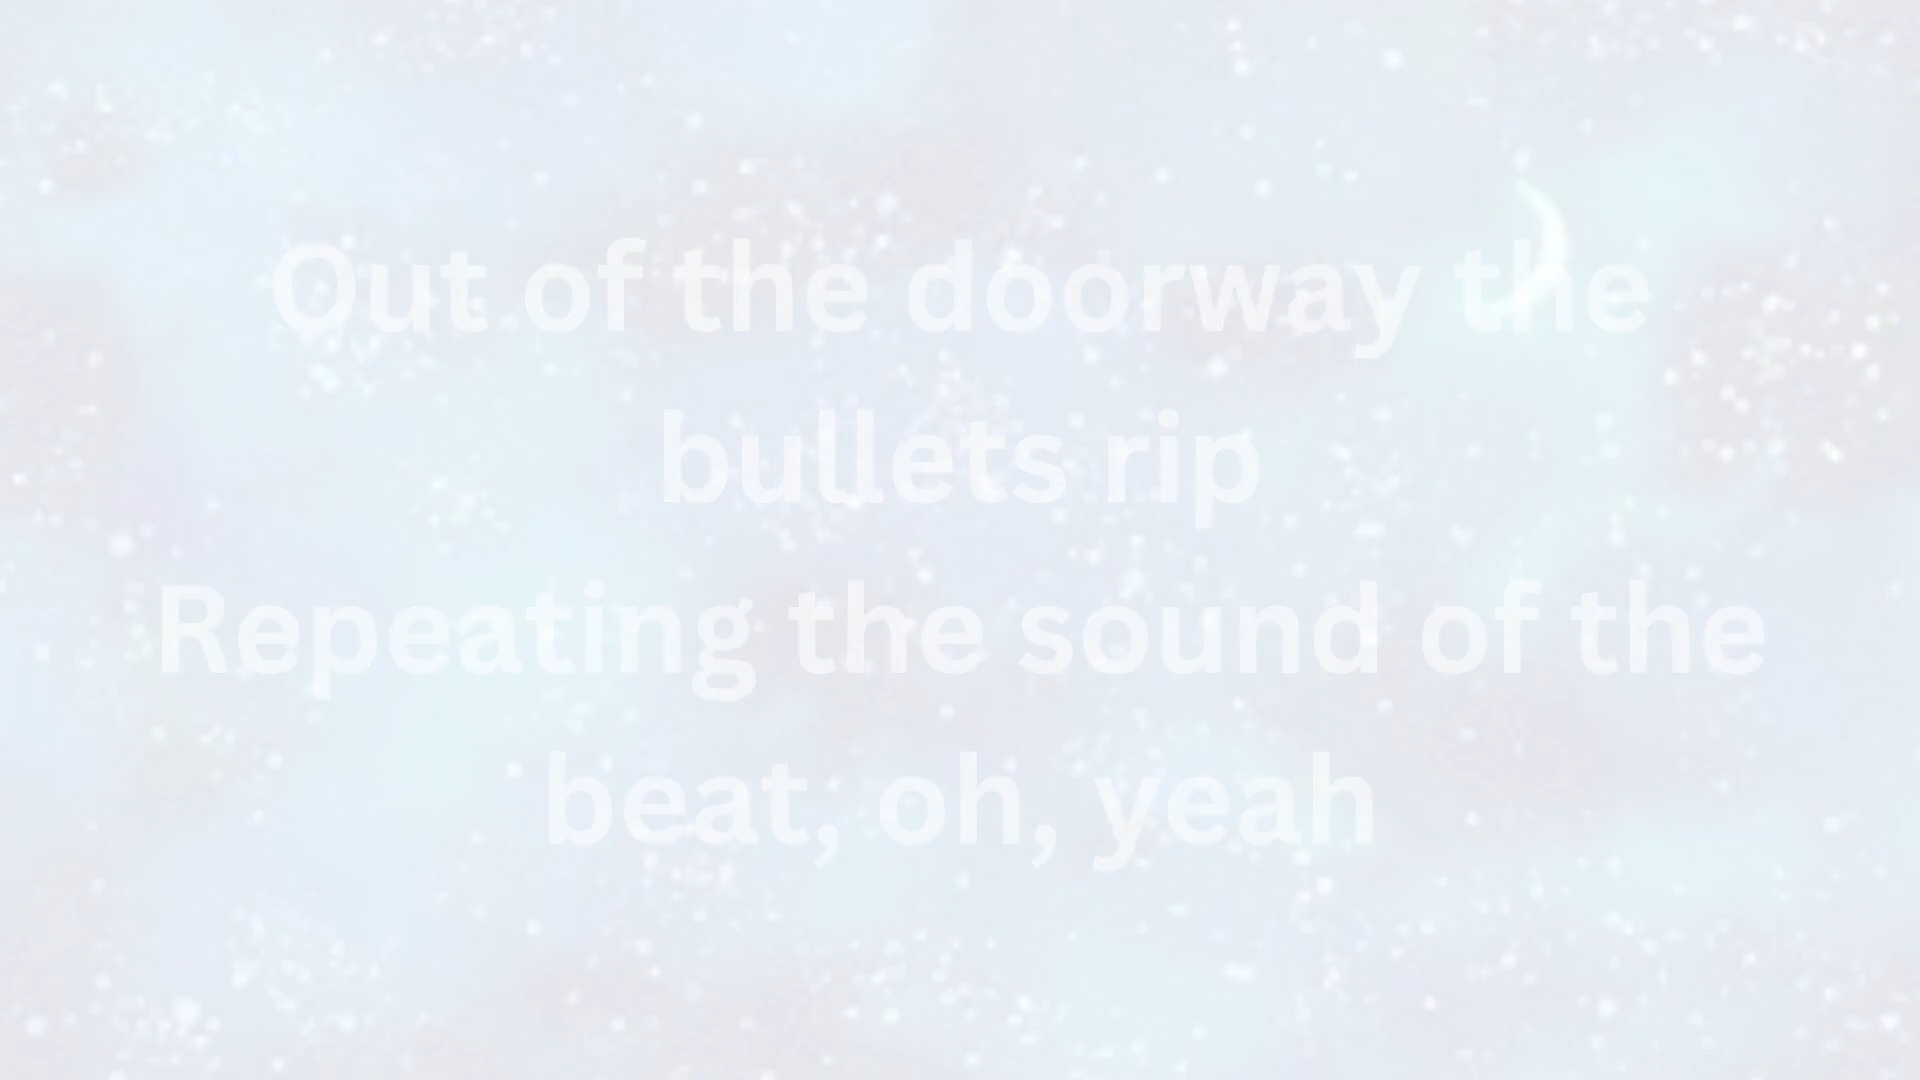 Out of the doorway the
bullets rip
Repeating the sound of the
beat, oh, yeah